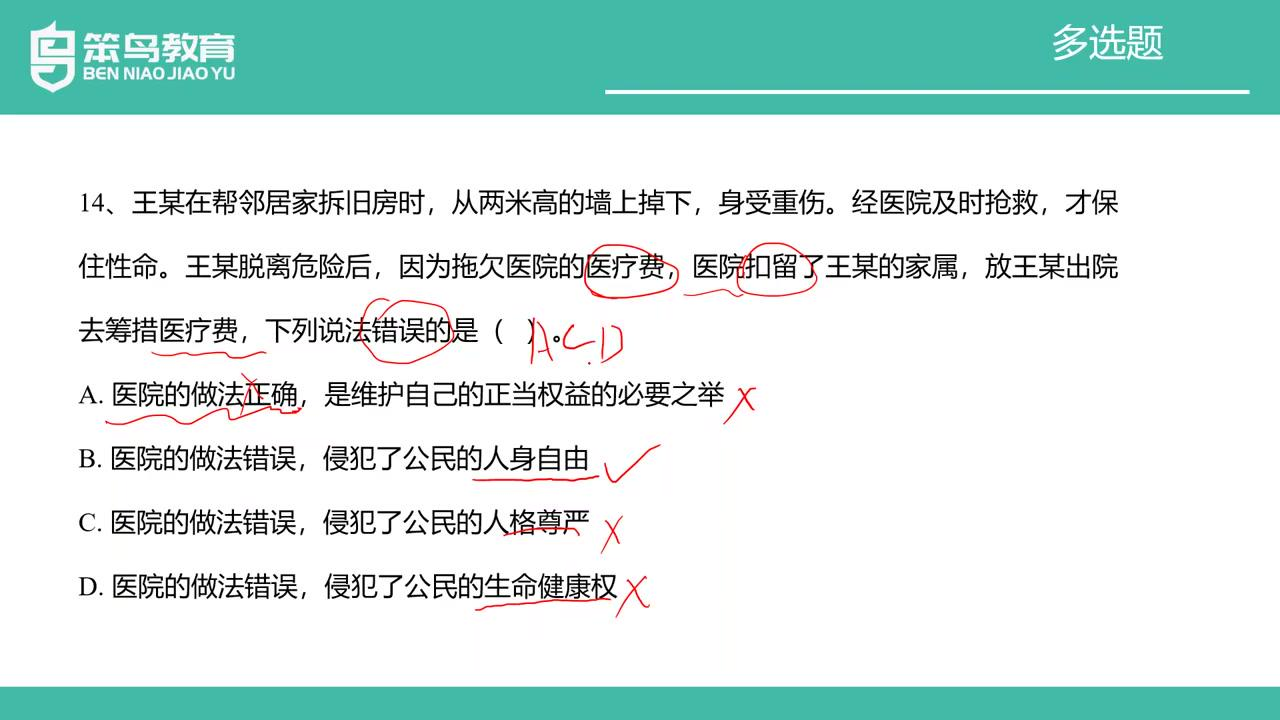 笨鸟教育
BEN NIAO JIAO YU
多选题
14、王某在帮邻居家拆旧房时，从两米高的墙上掉下，身受重伤。经医院及时抢救，才保
住性命。王某脱离危险后，因为拖欠医院的医疗费，医院扣留了王某的家属，放王某出院
去筹措医疗费，下列说法错误的是（ ）。ACD
A. 医院的做法正确，是维护自己的正当权益的必要之举
B. 医院的做法错误，侵犯了公民的人身自由
C. 医院的做法错误，侵犯了公民的人格尊严
D. 医院的做法错误，侵犯了公民的生命健康权